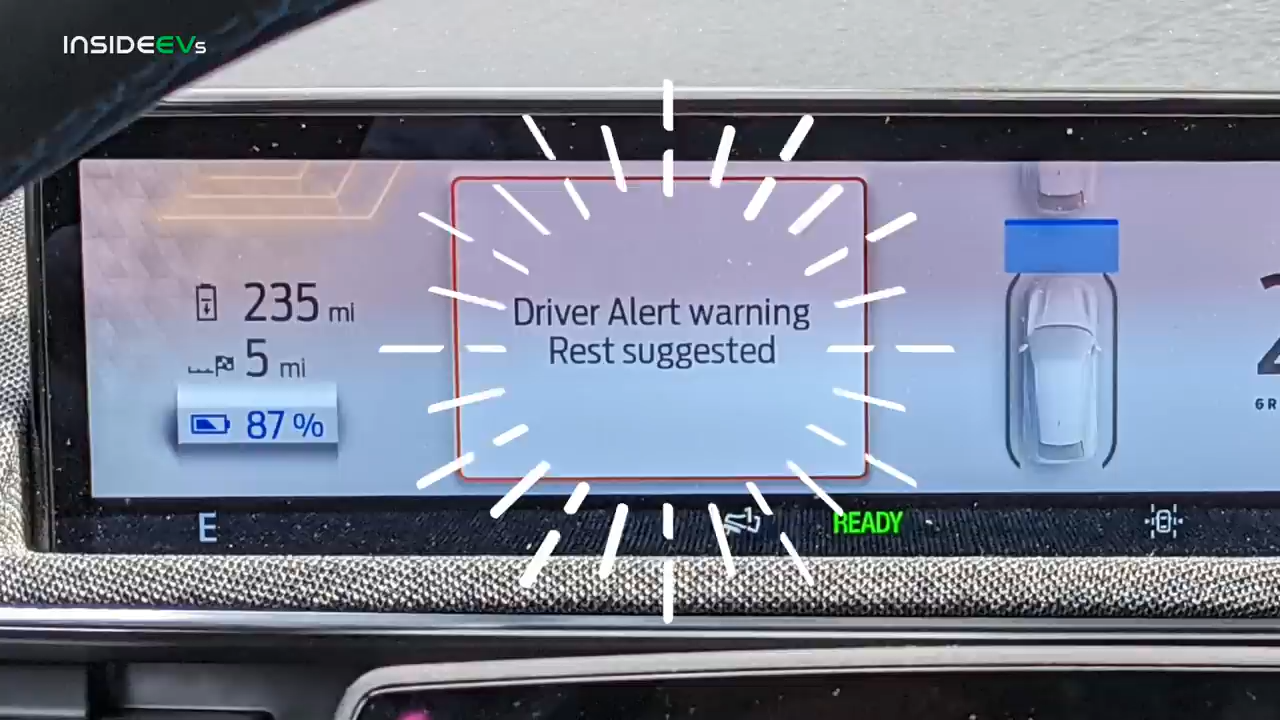 INSIDEEVs
235 mi
5 mi
87%
Driver Alert warning
Rest suggested
E
READY